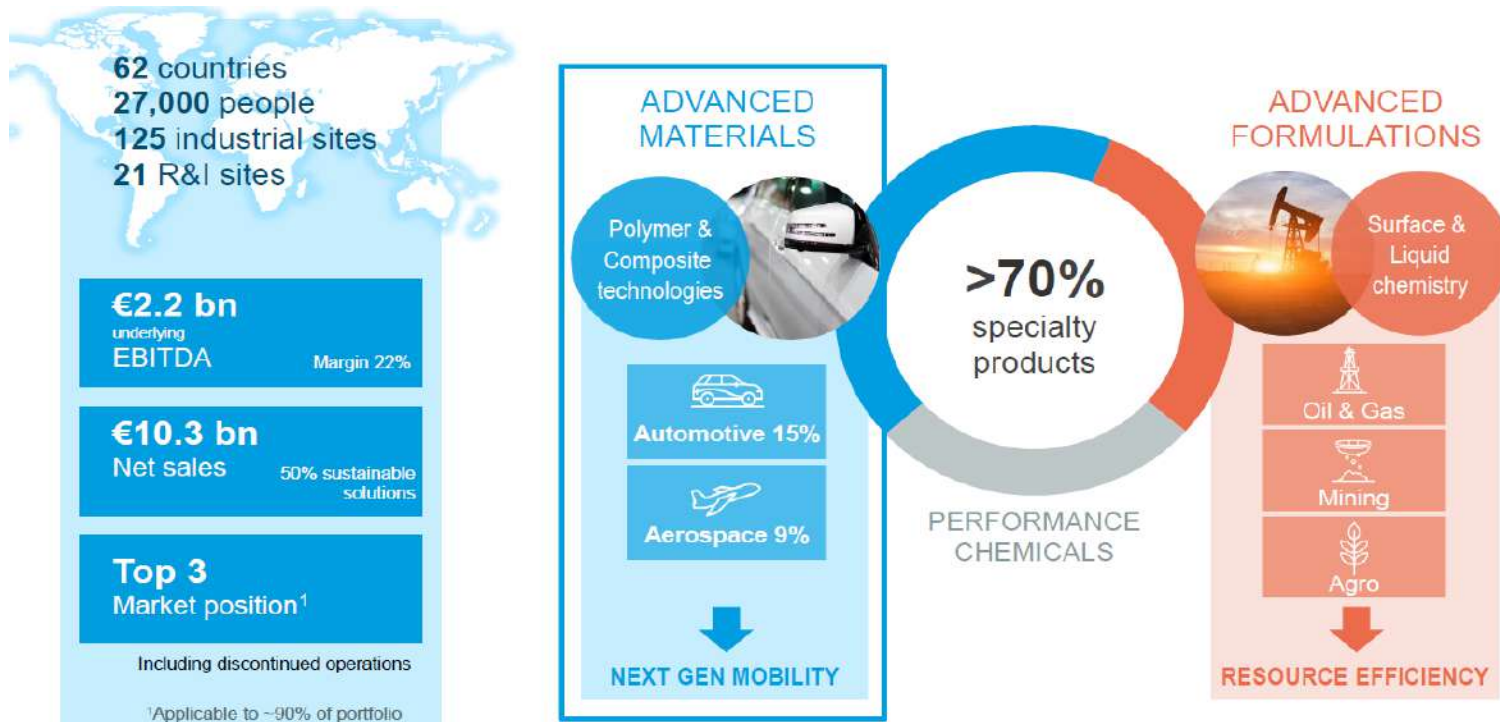 62 countries
27,000 people
125 industrial sites
21 R&I sites
€2.2 bn
underlying
EBITDA
Margin 22%
€10.3 bn
Net sales
50% sustainable
solutions
Top 3
Market position¹
Including discontinued operations
¹Applicable to ~90% of portfolio
ADVANCED
MATERIALS
Polymer &
Composite
technologies
Automotive 15%
Aerospace 9%
NEXT GEN MOBILITY
>70%
specialty
products
PERFORMANCE
CHEMICALS
ADVANCED
FORMULATIONS
Surface &
Liquid
chemistry
Oil & Gas
Mining
Agro
RESOURCE EFFICIENCY